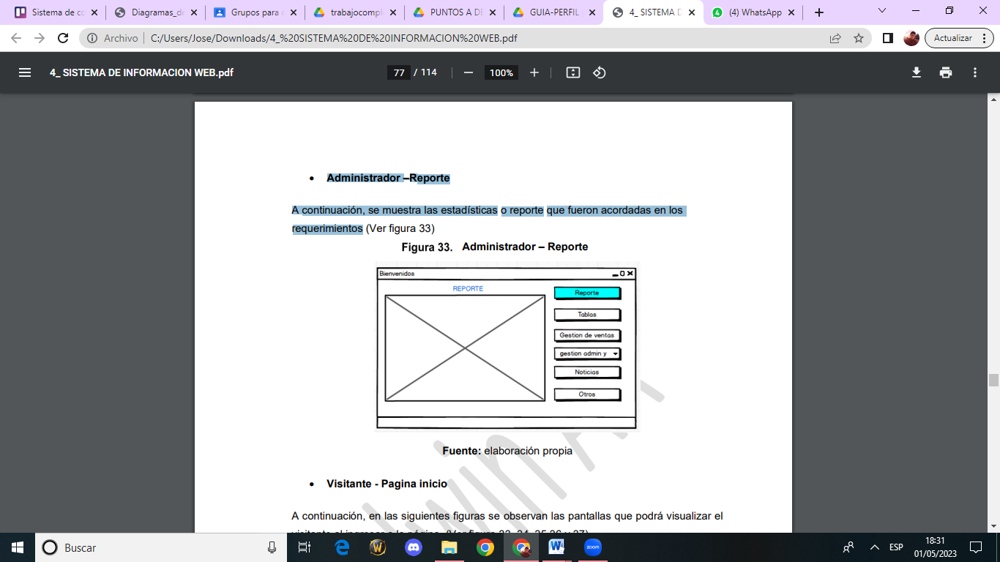 Sistema de co
Diagramas_de
Grupos para c
trabajocompl
PUNTOS A DE
GUIA-PERFIL
4_ SISTEMA D
(4) WhatsApp
Archivo
C:/Users/Jose/Downloads/4_%20SISTEMA%20DE%20INFORMACION%20WEB.pdf
Actualizar
4_ SISTEMA DE INFORMACION WEB.pdf
77 / 114
100%
• Administrador –Reporte
A continuación, se muestra las estadísticas o reporte que fueron acordadas en los
requerimientos (Ver figura 33)
Figura 33. Administrador – Reporte
Bienvenidos
REPORTE
Reporte
Tablas
Gestion de ventas
gestion admin y
Noticias
Otros
Fuente: elaboración propia
• Visitante - Pagina inicio
A continuación, en las siguientes figuras se observan las pantallas que podrá visualizar el
Buscar
zoom
ESP
18:31
01/05/2023